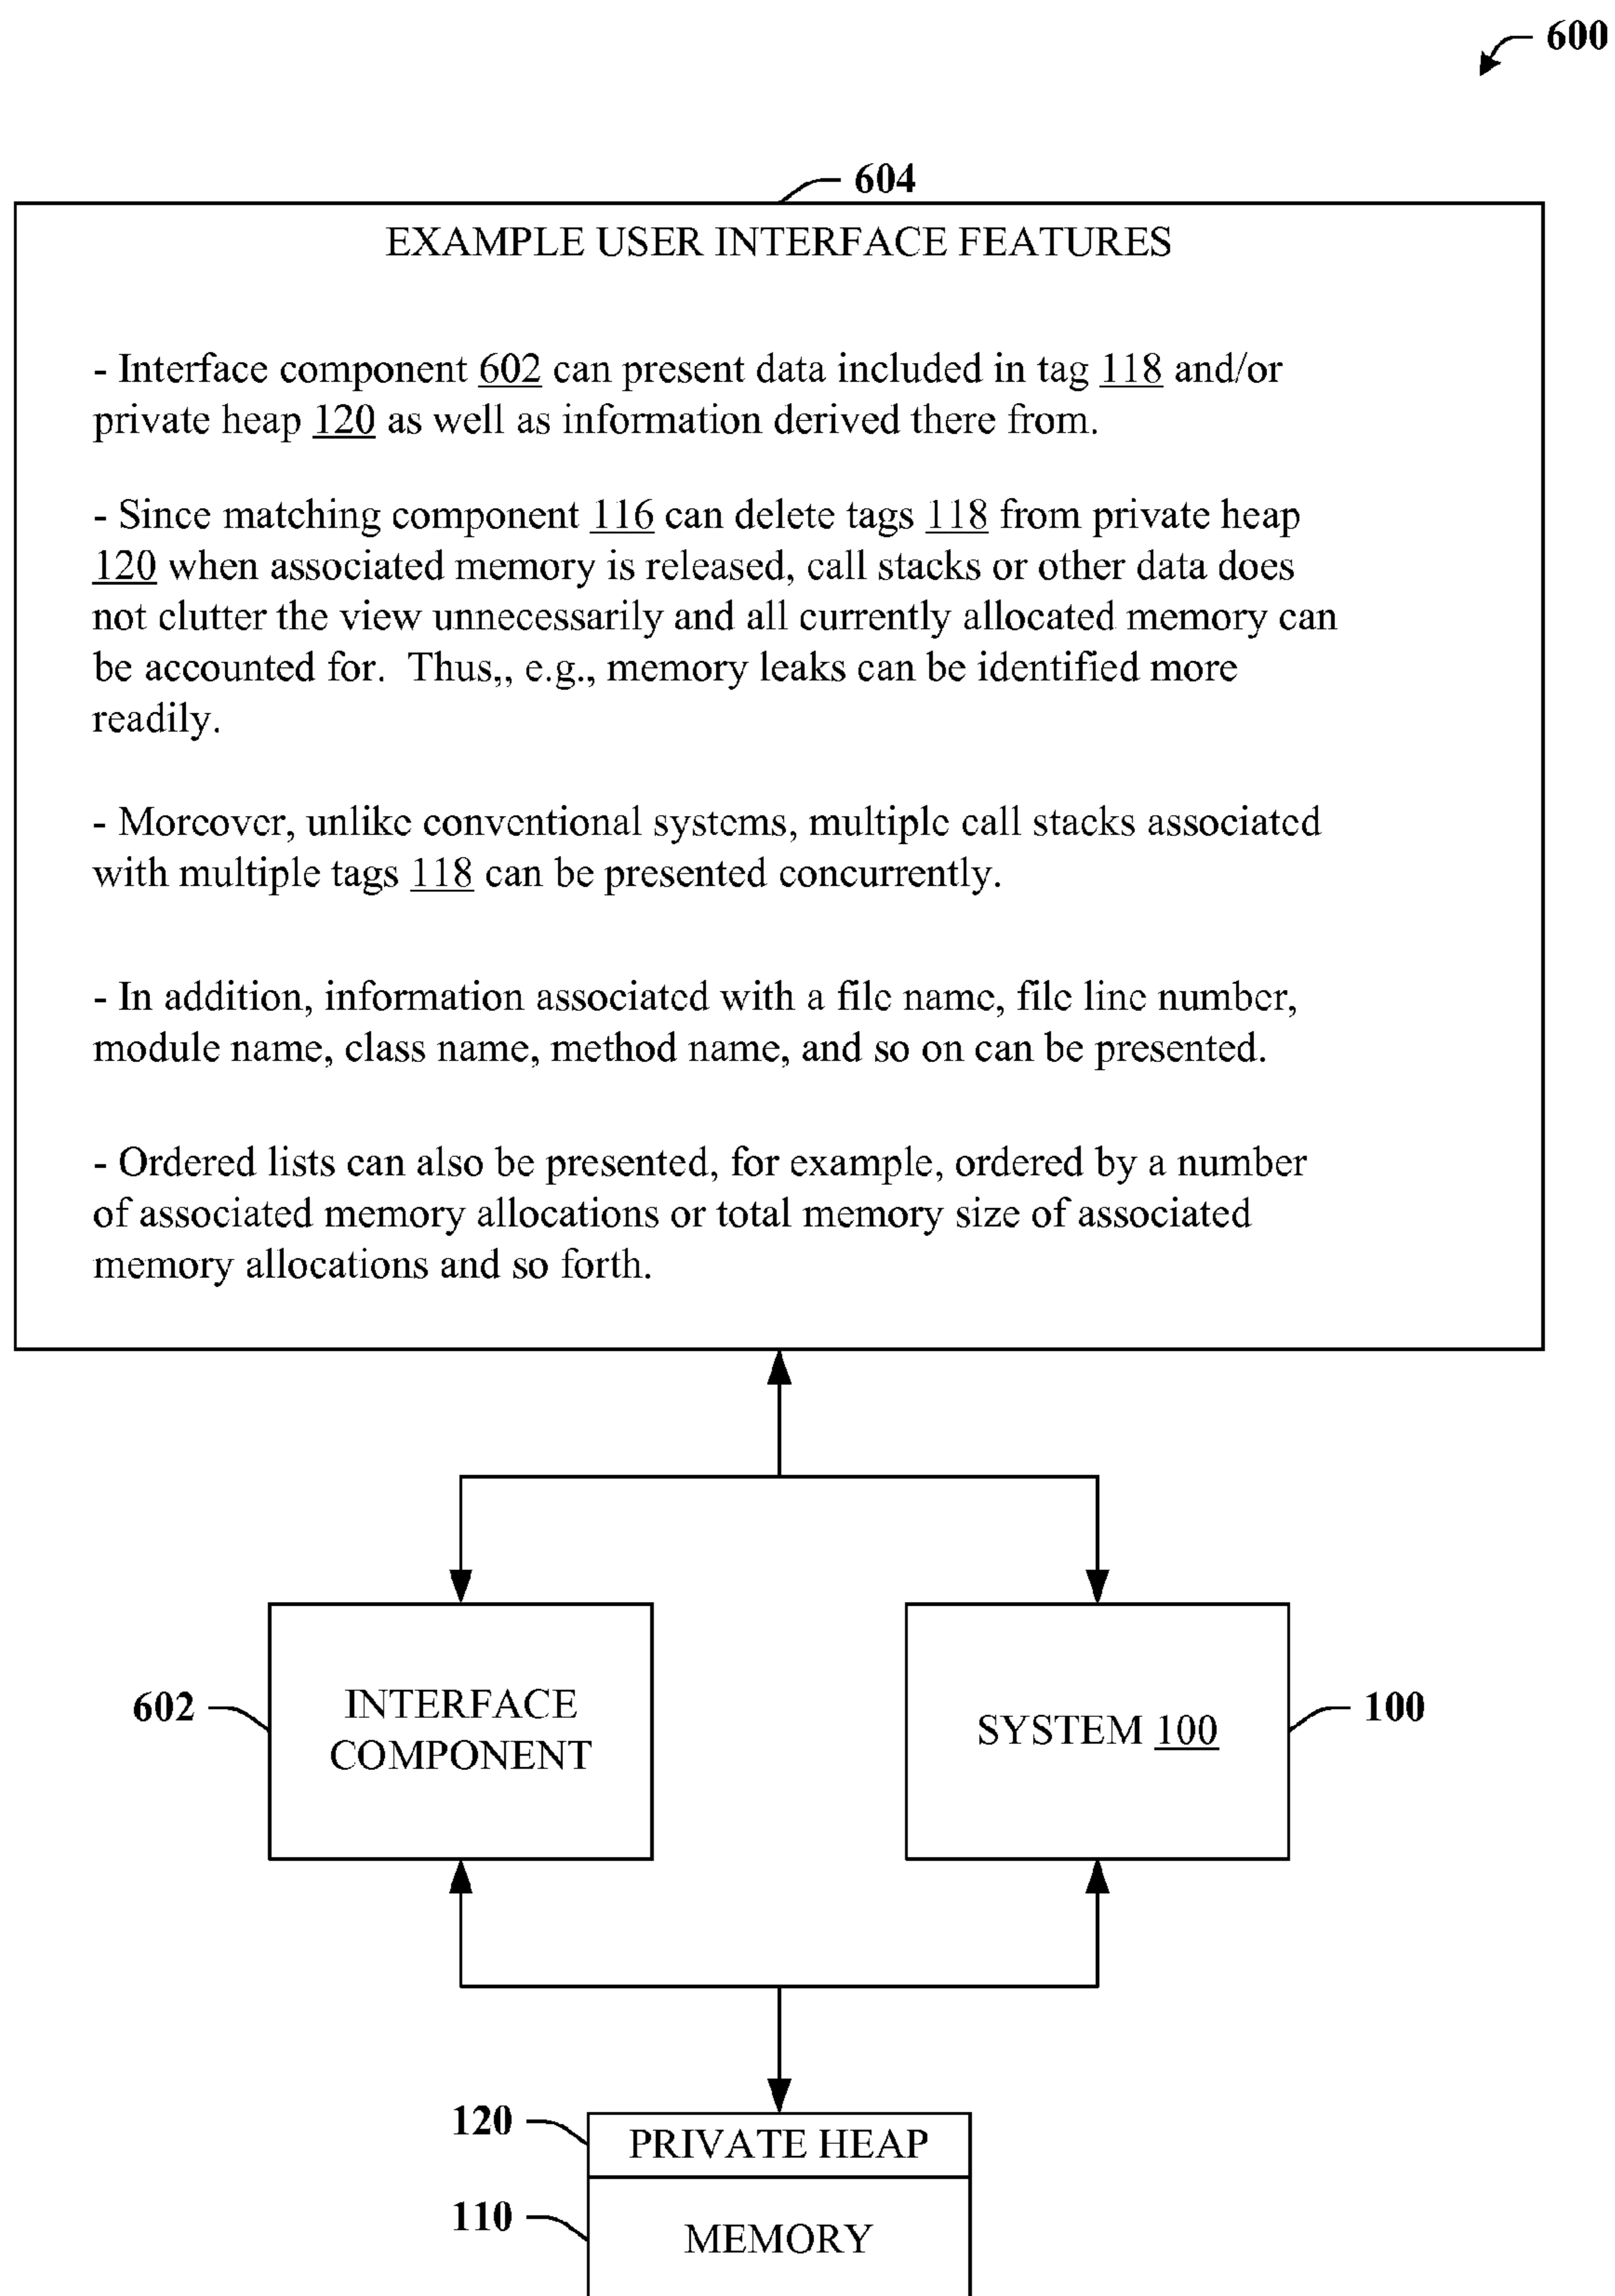 600
604
EXAMPLE USER INTERFACE FEATURES
- Interface component 602 can present data included in tag 118 and/or
private heap 120 as well as information derived there from.
- Since matching component 116 can delete tags 118 from private heap
120 when associated memory is released, call stacks or other data does
not clutter the view unnecessarily and all currently allocated memory can
be accounted for.  Thus,, e.g., memory leaks can be identified more
readily.
- Moreover, unlike conventional systems, multiple call stacks associated
with multiple tags 118 can be presented concurrently.
- In addition, information associated with a file name, file line number,
module name, class name, method name, and so on can be presented.
- Ordered lists can also be presented, for example, ordered by a number
of associated memory allocations or total memory size of associated
memory allocations and so forth.
602
INTERFACE
COMPONENT
SYSTEM 100
100
120
PRIVATE HEAP
110
MEMORY